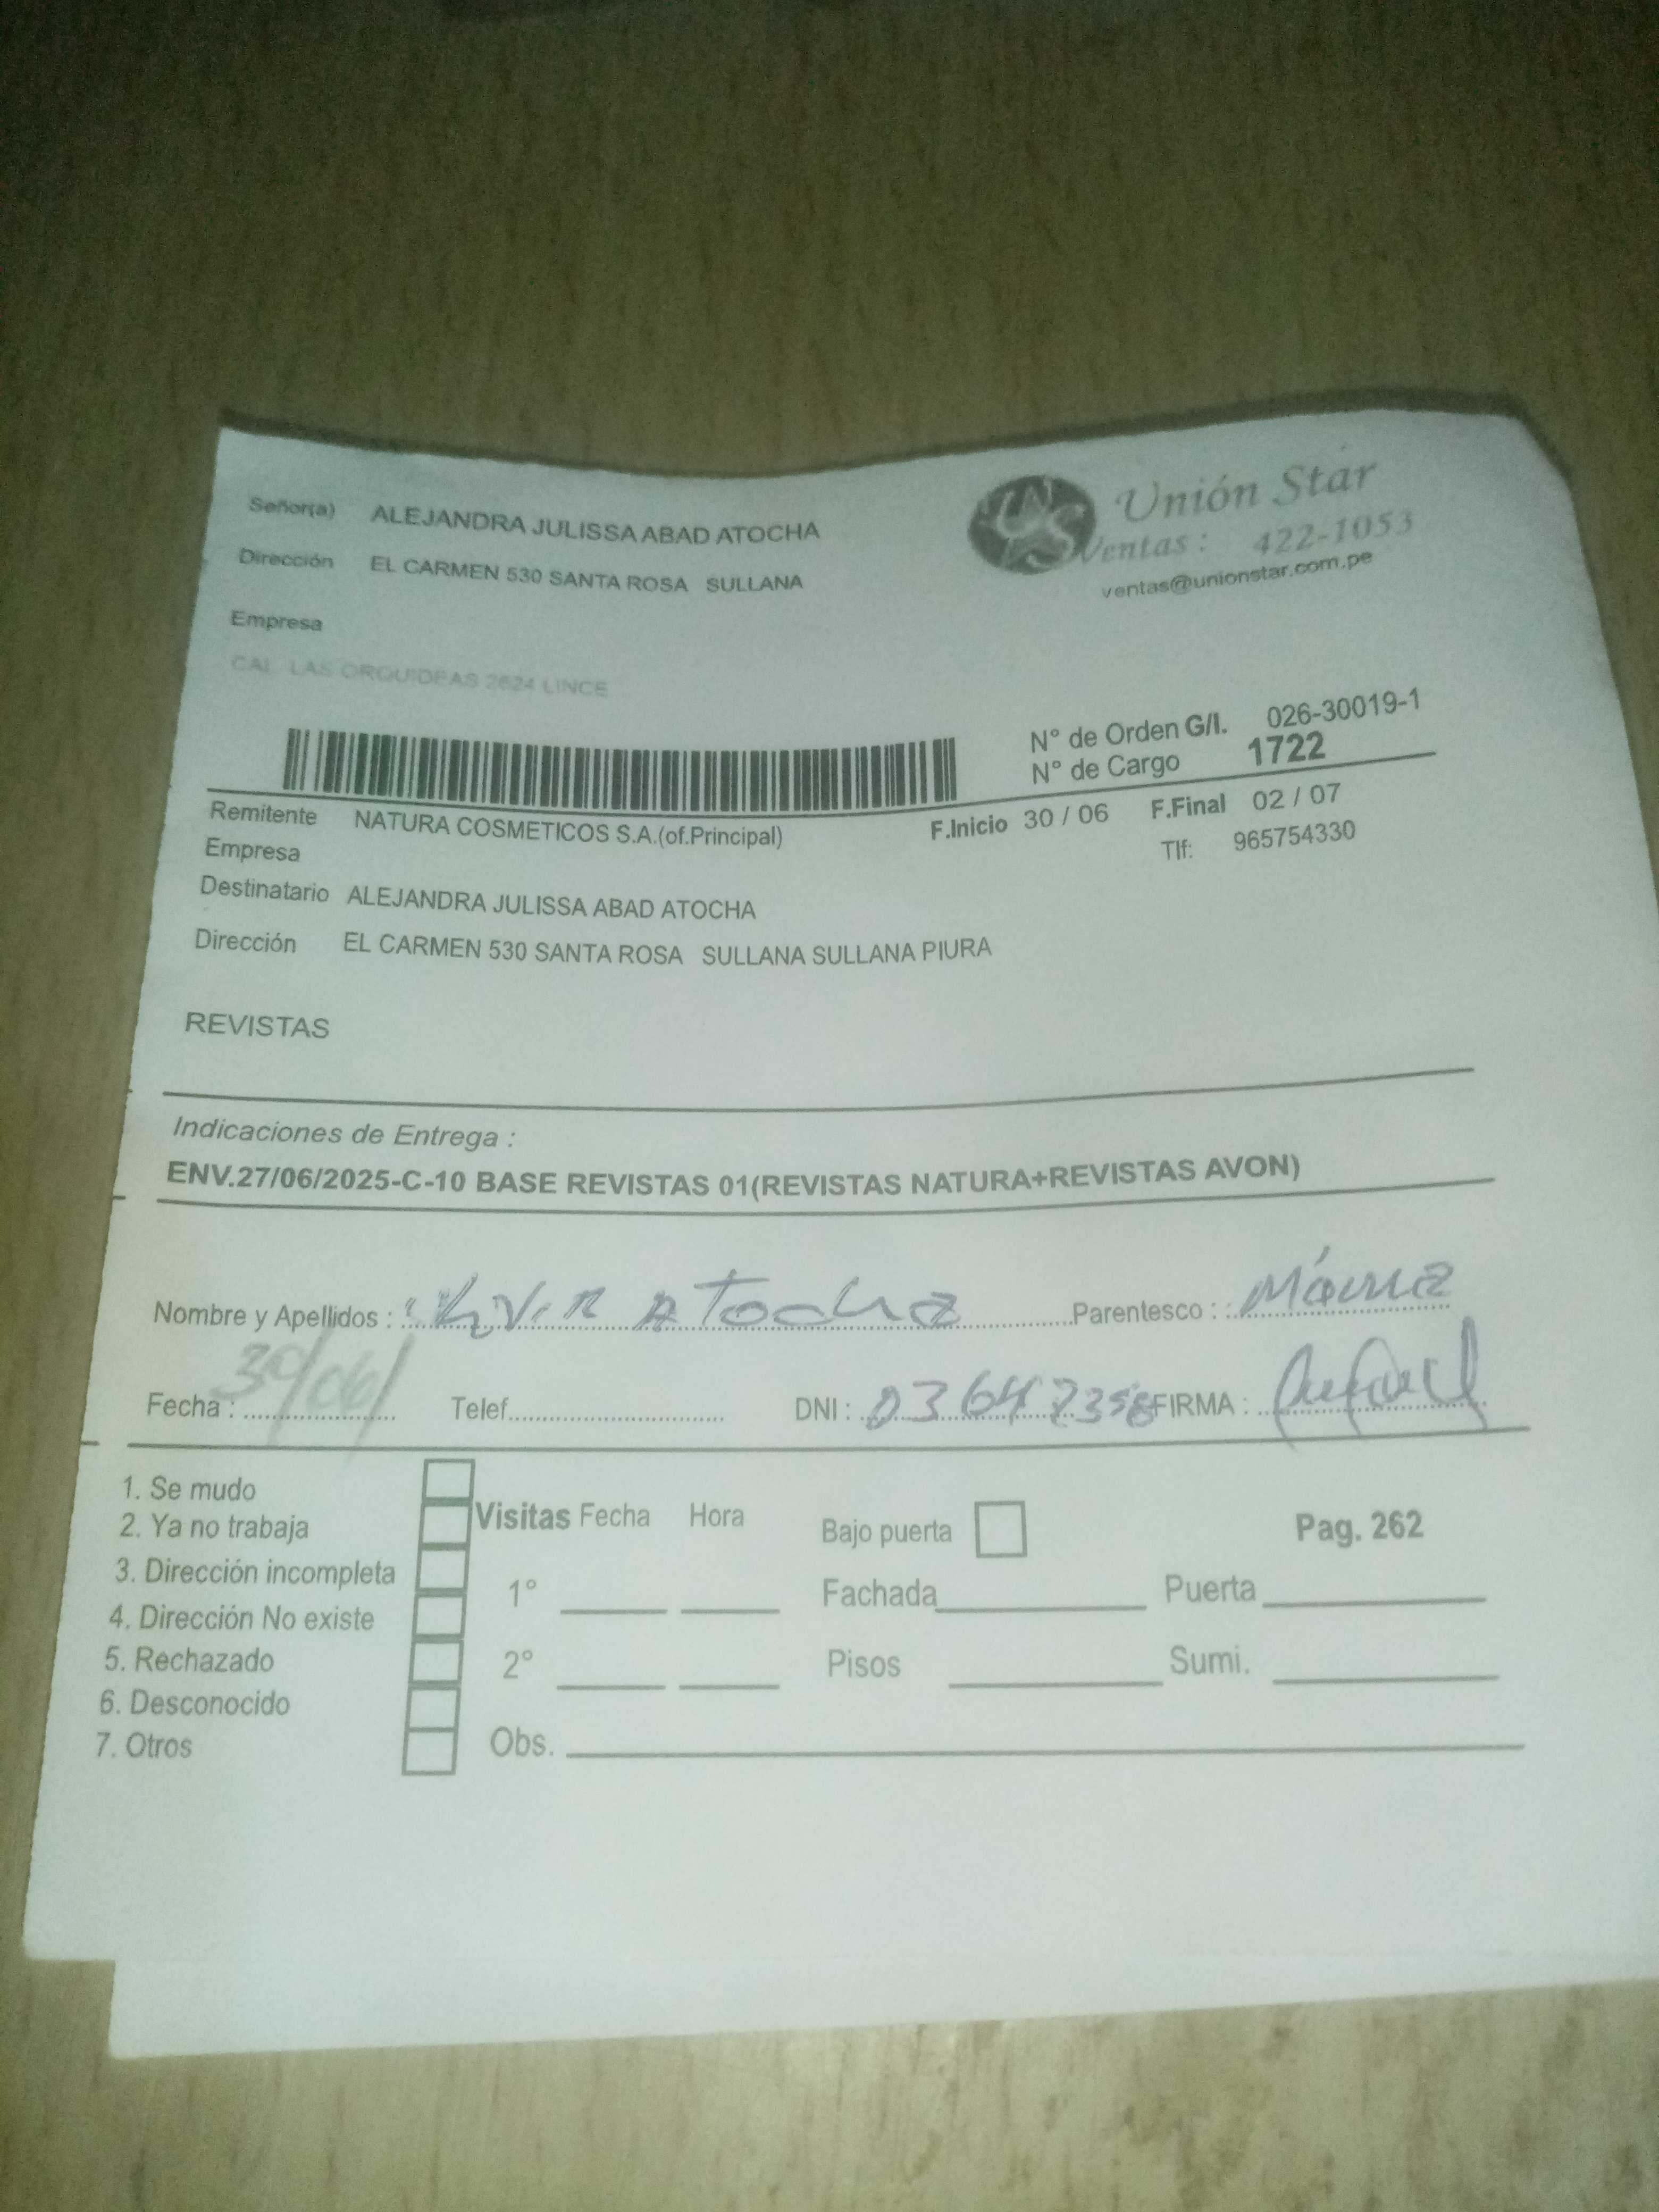 Señor(a) ALEJANDRA JULISSA ABAD ATOCHA
Dirección EL CARMEN 530 SANTA ROSA SULLANA
Unión Star
Ventas : 422-1053
ventas@unionstar.com.pe
Empresa
CAL LAS ORQUIDEAS 2624 LINCE
N° de Orden G/I. 026-30019-1
N° de Cargo 1722
Remitente NATURA COSMETICOS S.A.(of.Principal) F.Inicio 30 / 06 F.Final 02 / 07
Empresa Tlf: 965754330
Destinatario ALEJANDRA JULISSA ABAD ATOCHA
Dirección EL CARMEN 530 SANTA ROSA SULLANA SULLANA PIURA
REVISTAS
Indicaciones de Entrega :
ENV.27/06/2025-C-10 BASE REVISTAS 01(REVISTAS NATURA+REVISTAS AVON)
Nombre y Apellidos : Atocha Parentesco : Máma
Fecha : 30/06/ Telef. DNI : FIRMA :
1. Se mudo
2. Ya no trabaja
3. Dirección incompleta
4. Dirección No existe
5. Rechazado
6. Desconocido
7. Otros
Visitas Fecha Hora Bajo puerta Pag. 262
1° Fachada Puerta
2° Pisos Sumi.
Obs.